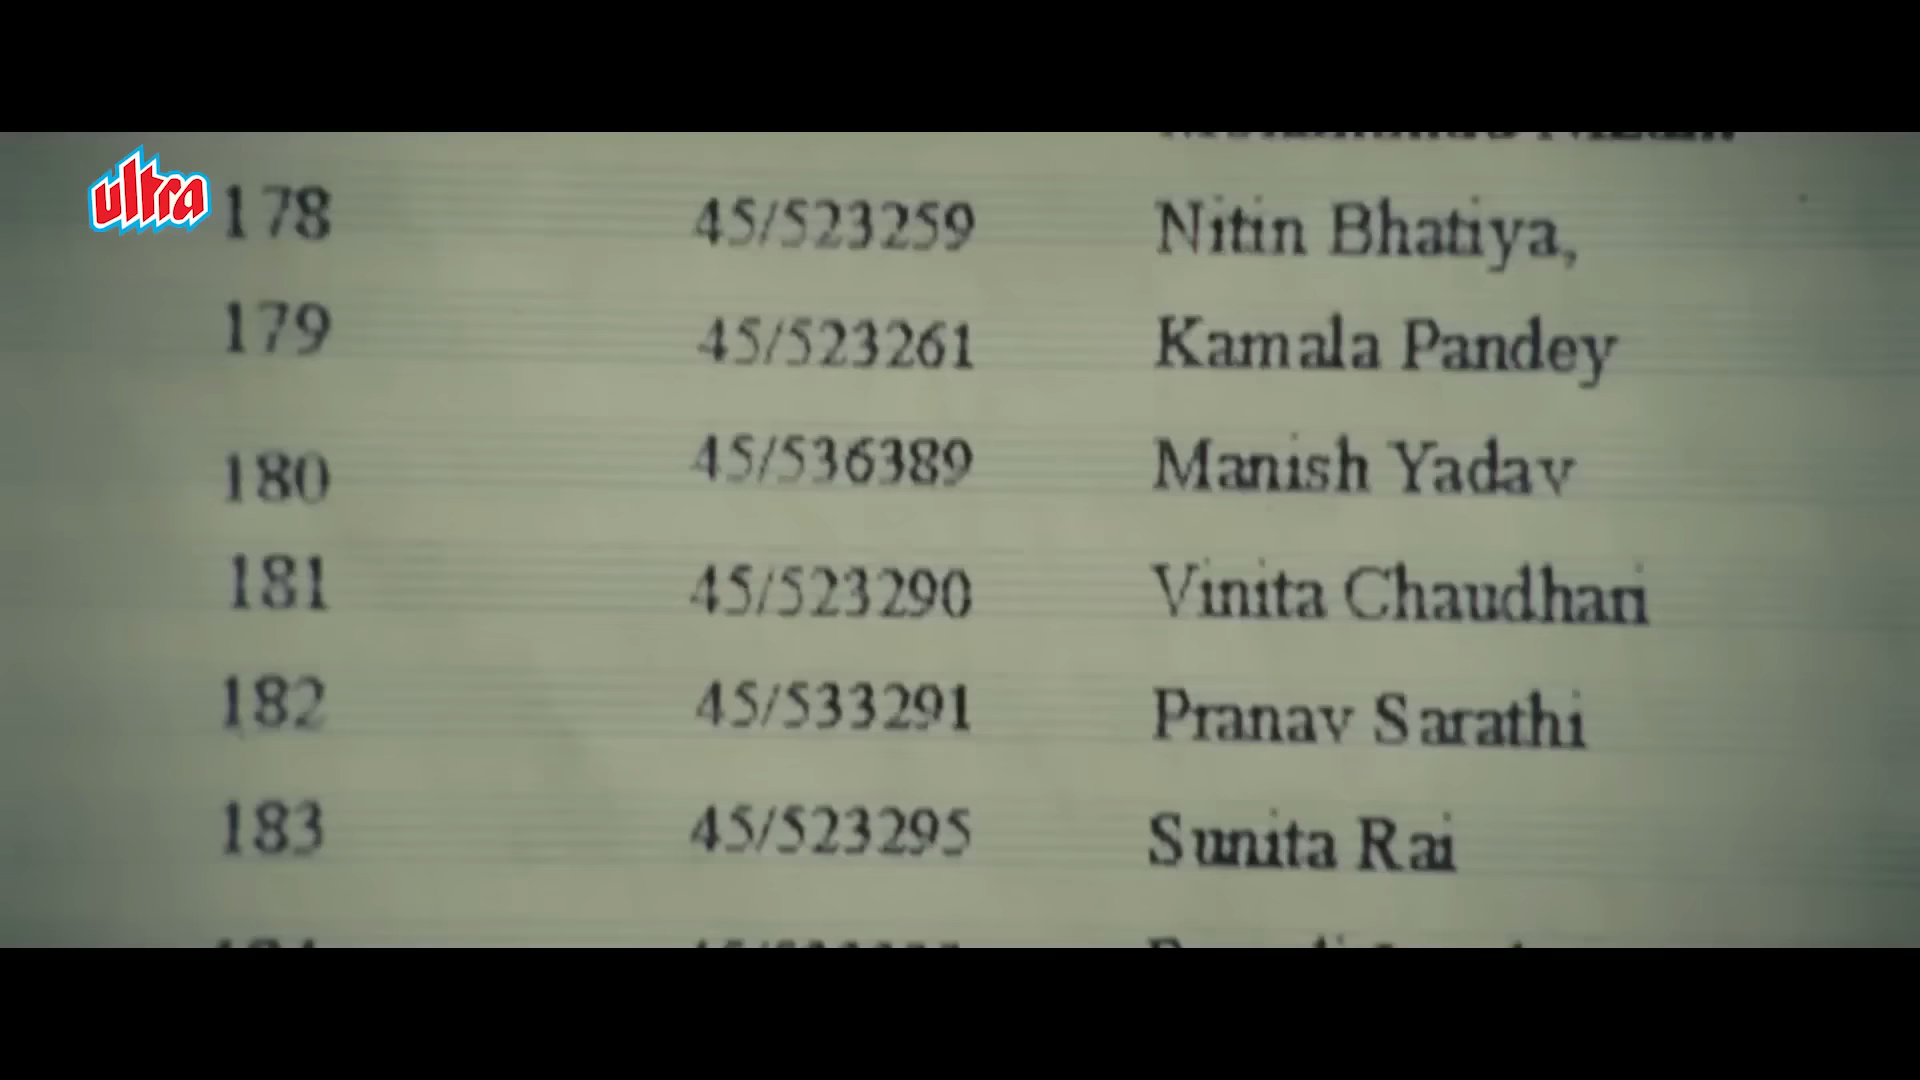 ultra
178 45/523259 Nitin Bhatiya,
179 45/523261 Kamala Pandey
180 45/536389 Manish Yadav
181 45/523290 Vinita Chaudhari
182 45/533291 Pranav Sarathi
183 45/523295 Sunita Rai